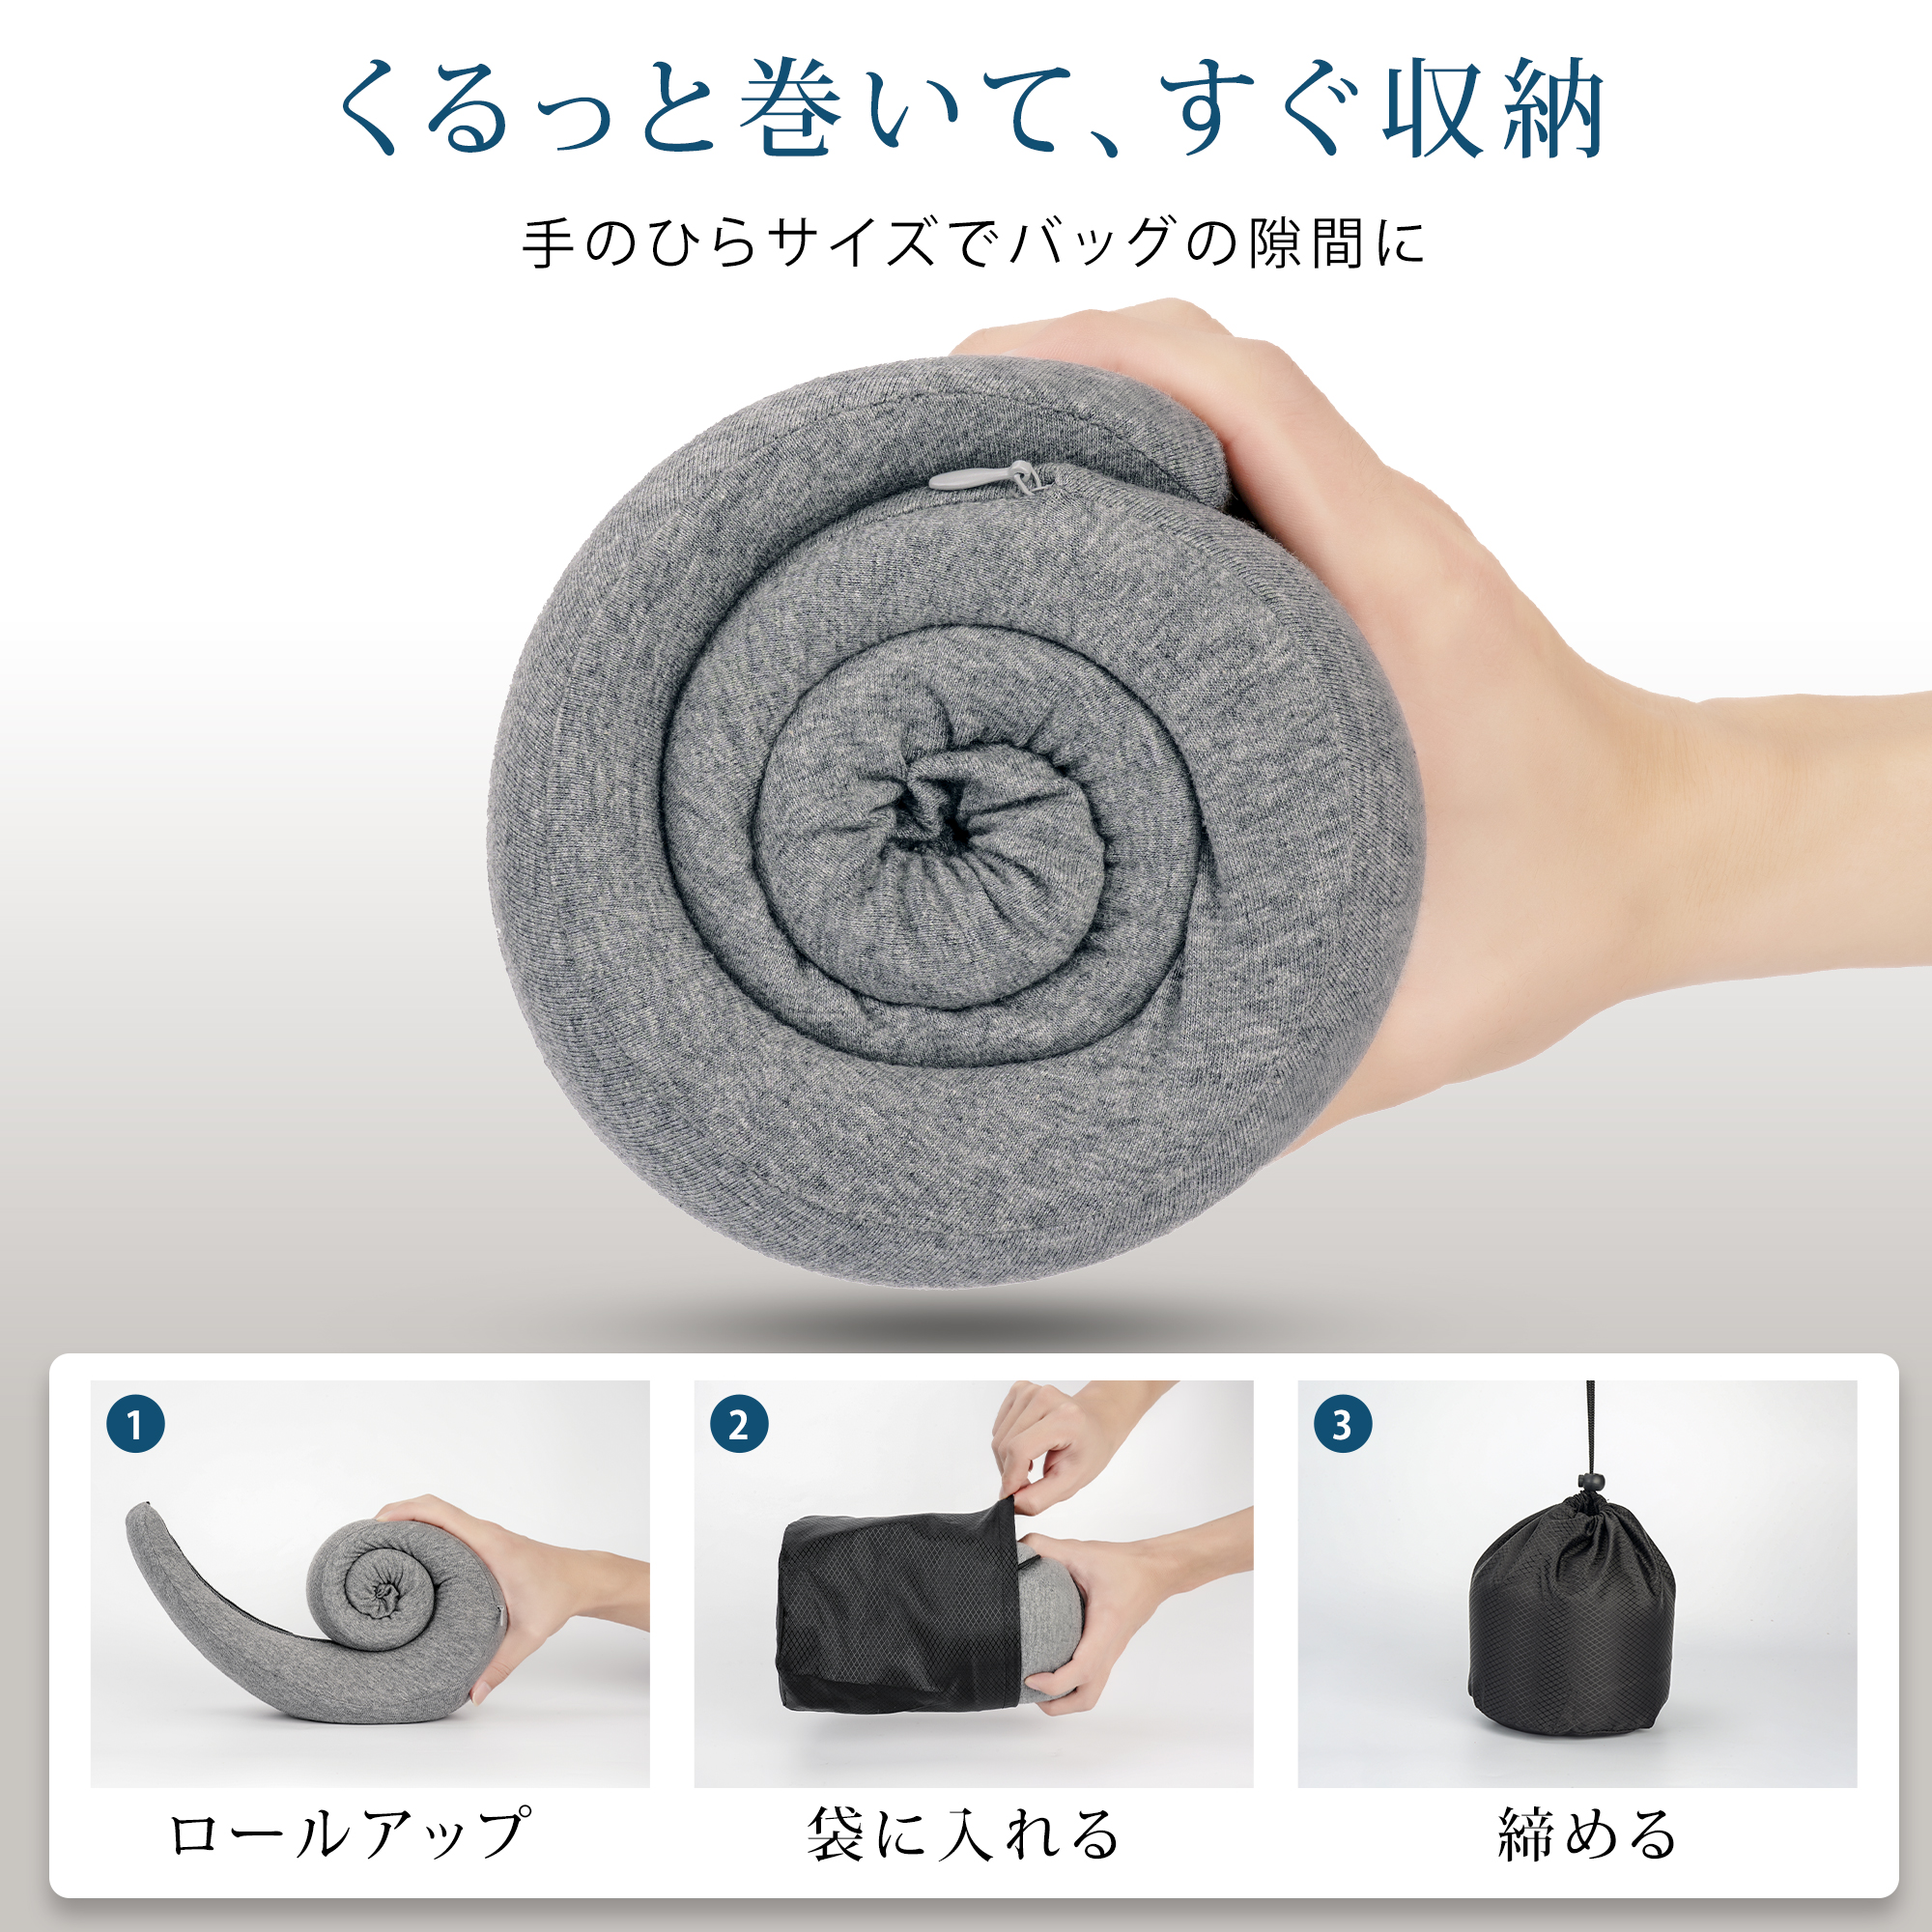 くるっと巻いて、すぐ収納
手のひらサイズでバッグの隙間に
1
2
3
ロールアップ
袋に入れる
締める